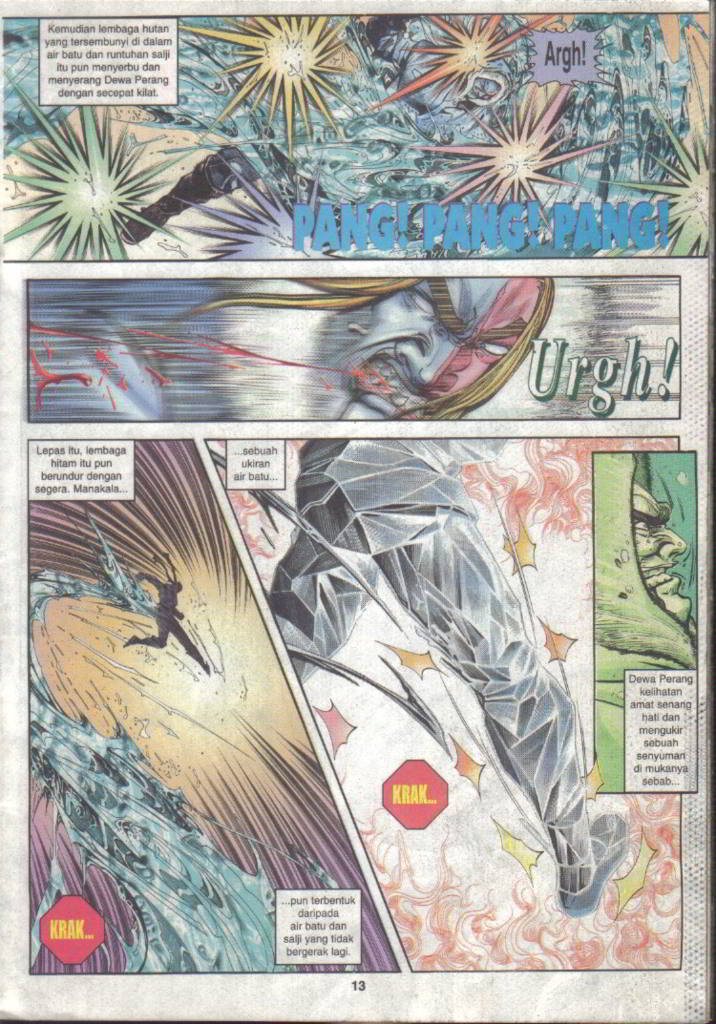 Kemudian lembaga hutan
yang tersembunyi di dalam
air batu dan runtuhan salji
itu pun menyerbu dan
menyerang Dewa Perang
dengan secepat kilat.
Argh!
PANG! PANG! PANG!
Urgh!
Lepas itu, lembaga
hitam itu pun
berundur dengan
segera. Manakala...
...sebuah
ukiran
air batu...
Dewa Perang
kelihatan
amat senang
hati dan
mengukir
sebuah
senyuman
di mukanya
sebab...
KRAK...
KRAK...
...pun terbentuk
daripada
air batu dan
salji yang tidak
bergerak lagi.
13